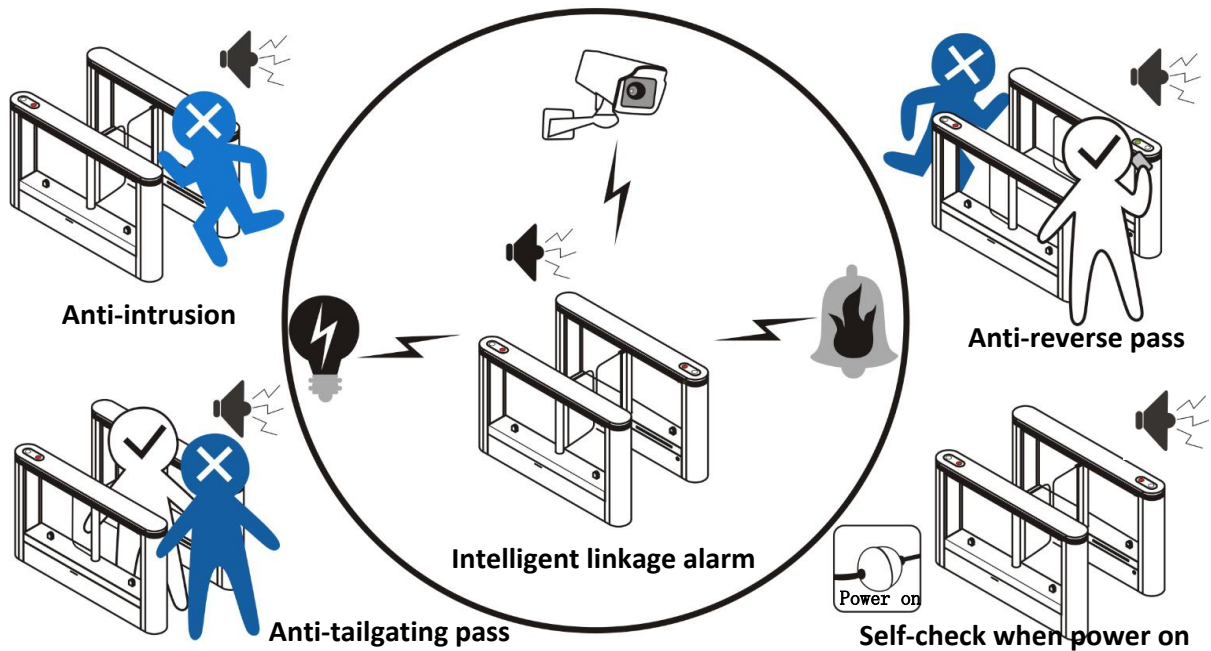 Anti-intrusion
Anti-reverse pass
Intelligent linkage alarm
Power on
Anti-tailgating pass
Self-check when power on